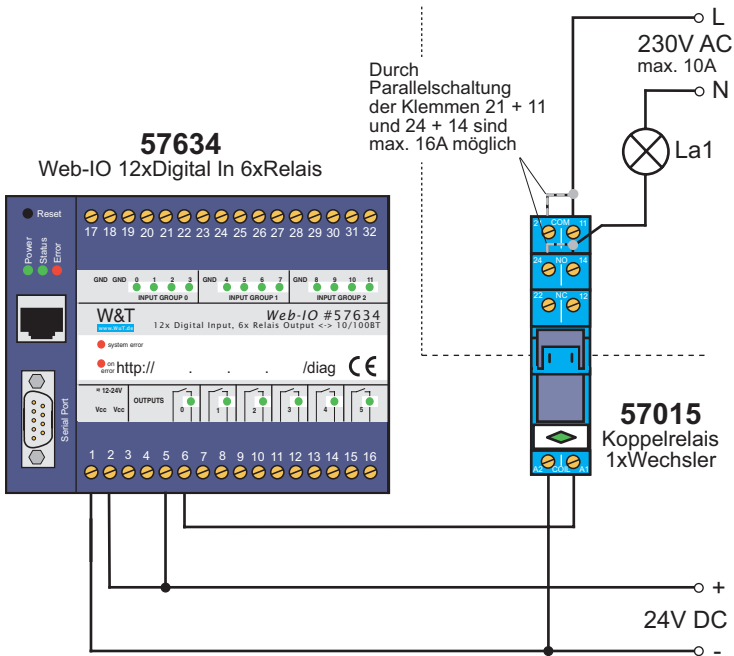 L
230V AC
max. 10A
N
La1
Durch
Parallelschaltung
der Klemmen 21 + 11
und 24 + 14 sind
max. 16A möglich
57634
Web-IO 12xDigital In 6xRelais
Reset
Power
Status
Error
17 18 19 20 21 22 23 24 25 26 27 28 29 30 31 32
GND GND 0 1 2 3 GND 4 5 6 7 GND 8 9 10 11
INPUT GROUP 0 INPUT GROUP 1 INPUT GROUP 2
W&T
www.WuT.de
Web-IO #57634
12x Digital Input, 6x Relais Output <-> 10/100BT
system error
on error
http:// . . . /diag CE
≂ 12-24V
Vcc Vcc
OUTPUTS
0 1 2 3 4 5
Serial Port
1 2 3 4 5 6 7 8 9 10 11 12 13 14 15 16
21 COM 11
24 NO 14
22 NC 12
A2 COIL A1
57015
Koppelrelais
1xWechsler
+
24V DC
-